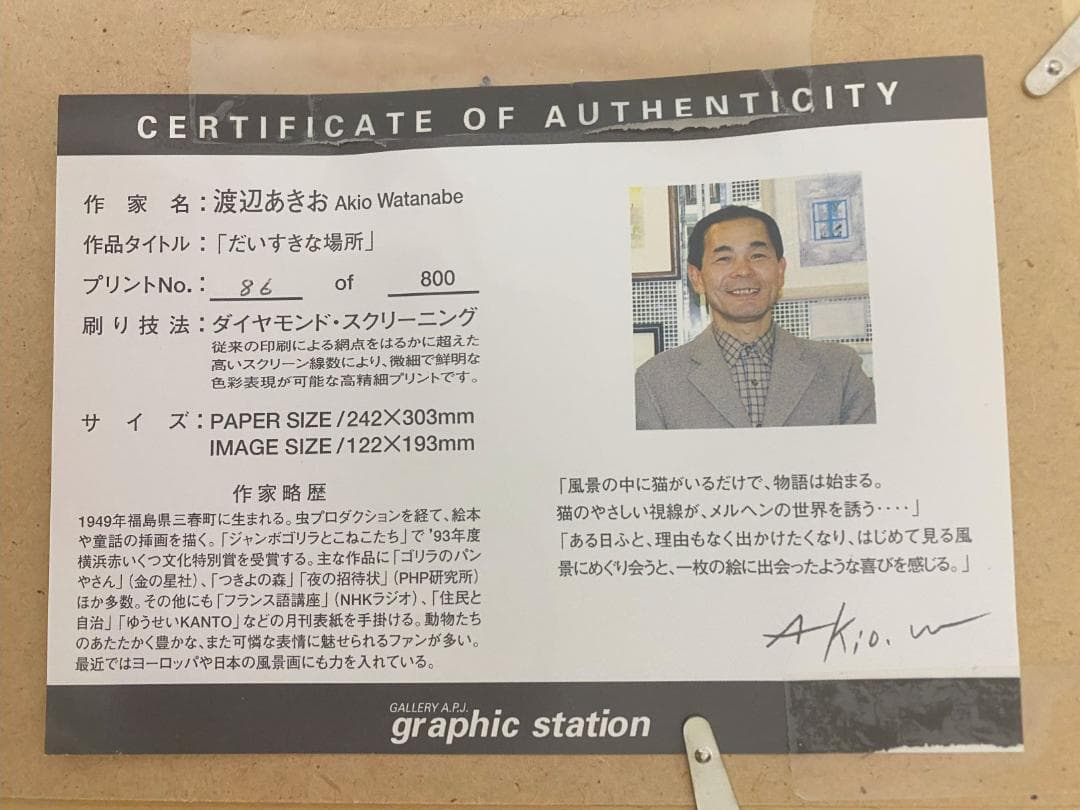 CERTIFICATE OF AUTHENTICITY
作家名：渡辺あきお Akio Watanabe
作品タイトル：「だいすきな場所」
プリントNo.： 86 of 800
刷り技法：ダイヤモンド・スクリーニング
従来の印刷による網点をはるかに超えた
高いスクリーン線数により、微細で鮮明な
色彩表現が可能な高精細プリントです。
サイズ：PAPER SIZE/242×303mm
IMAGE SIZE/122×193mm
作家略歴
1949年福島県三春町に生まれる。虫プロダクションを経て、絵本
や童話の挿画を描く。「ジャンボゴリラとこねこたち」で'93年度
横浜赤いくつ文化特別賞を受賞する。主な作品に「ゴリラのパン
やさん」（金の星社）、「つきよの森」「夜の招待状」（PHP研究所）
ほか多数。その他にも「フランス語講座」（NHKラジオ）、「住民と
自治」「ゆうせいKANTO」などの月刊表紙を手掛ける。動物たち
のあたたかく豊かな、また可憐な表情に魅せられるファンが多い。
最近ではヨーロッパや日本の風景画にも力を入れている。
「風景の中に猫がいるだけで、物語は始まる。
猫のやさしい視線が、メルヘンの世界を誘う････」
「ある日ふと、理由もなく出かけたくなり、はじめて見る風
景にめぐり会うと、一枚の絵に出会ったような喜びを感じる。」
Akio. w
GALLERY A.P.J.
graphic station